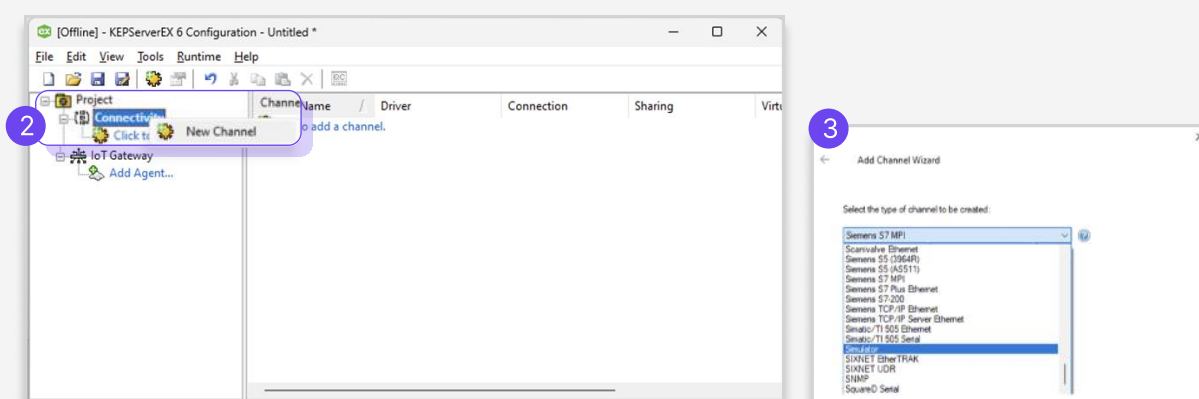 [Offline] - KEPServerEX 6 Configuration - Untitled *
File Edit View Tools Runtime Help
2
Project
Connectivity
Click to
New Channel
IoT Gateway
Add Agent...
Channe Name / Driver Connection Sharing Virtu
o add a channel.
3
Add Channel Wizard
Select the type of channel to be created:
Siemens S7 MPI
Scanivalve Ethernet
Siemens S5 (3964R)
Siemens S5 (AS511)
Siemens S7 MPI
Siemens S7 Plus Ethernet
Siemens S7-200
Siemens TCP/IP Ethernet
Siemens TCP/IP Server Ethernet
Simatic/TI 505 Ethernet
Simatic/TI 505 Serial
Simulator
SIXNET EtherTRAK
SIXNET UDR
SNMP
SquareD Serial